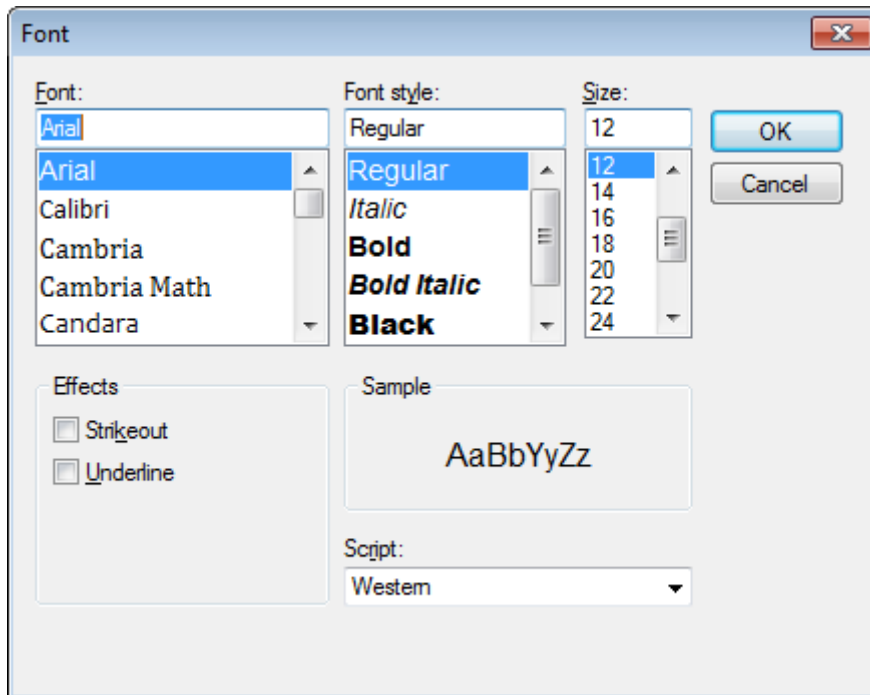 Font
Font:
Font style:
Size:
Arial
Regular
12
OK
Cancel
Arial
Calibri
Cambria
Cambria Math
Candara
Regular
Italic
Bold
Bold Italic
Black
12
14
16
18
20
22
24
Effects
Strikeout
Underline
Sample
AaBbYyZz
Script:
Western